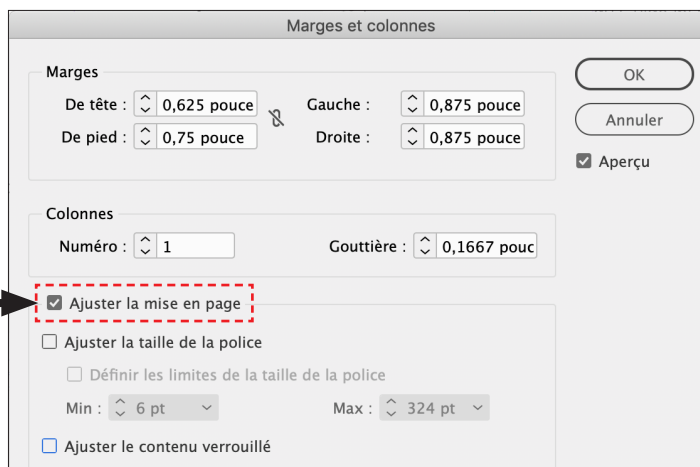 Marges et colonnes
Marges
De tête : 0,625 pouce Gauche : 0,875 pouce
De pied : 0,75 pouce Droite : 0,875 pouce
OK
Annuler
Aperçu
Colonnes
Numéro : 1 Gouttière : 0,1667 pouc
Ajuster la mise en page
Ajuster la taille de la police
Définir les limites de la taille de la police
Min : 6 pt Max : 324 pt
Ajuster le contenu verrouillé